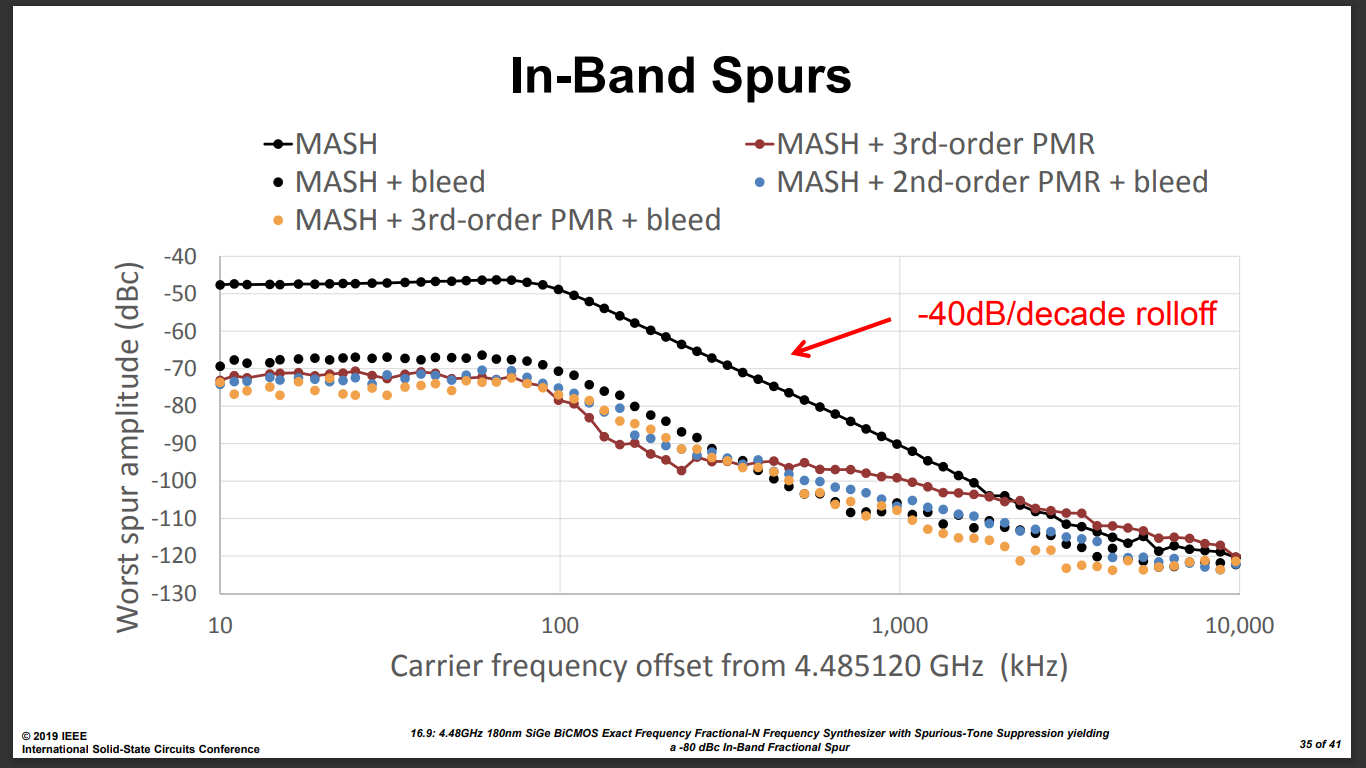 In-Band Spurs
MASH
MASH + 3rd-order PMR
MASH + bleed
MASH + 2nd-order PMR + bleed
MASH + 3rd-order PMR + bleed
Worst spur amplitude (dBc)
-40
-50
-60
-70
-80
-90
-100
-110
-120
-130
-40dB/decade rolloff
10
100
1,000
10,000
Carrier frequency offset from 4.485120 GHz (kHz)
© 2019 IEEE
International Solid-State Circuits Conference
16.9: 4.48GHz 180nm SiGe BiCMOS Exact Frequency Fractional-N Frequency Synthesizer with Spurious-Tone Suppression yielding
a -80 dBc In-Band Fractional Spur
35 of 41